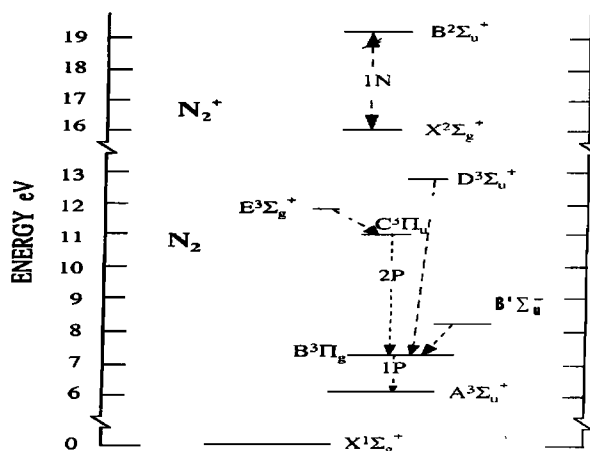 19
B²Σᵤ⁺
18
1N
17
N₂⁺
16
X²Σg⁺
13
D³Σᵤ⁺
12
E³Σg⁺
C³Πᵤ
11
N₂
10
2P
9
B' Σᵤ⁻
8
B³Πg
7
1P
6
A³Σᵤ⁺
0
X¹Σg⁺
ENERGY eV